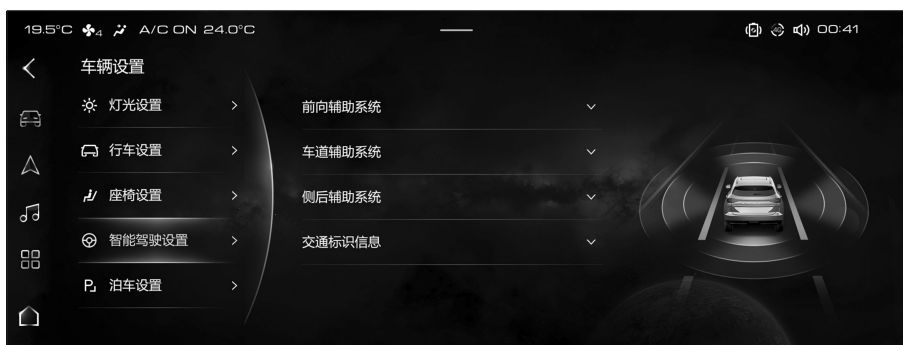 19.5°C 4 A/C ON 24.0°C 00:41
车辆设置
灯光设置
行车设置
座椅设置
智能驾驶设置
泊车设置
前向辅助系统
车道辅助系统
侧后辅助系统
交通标识信息